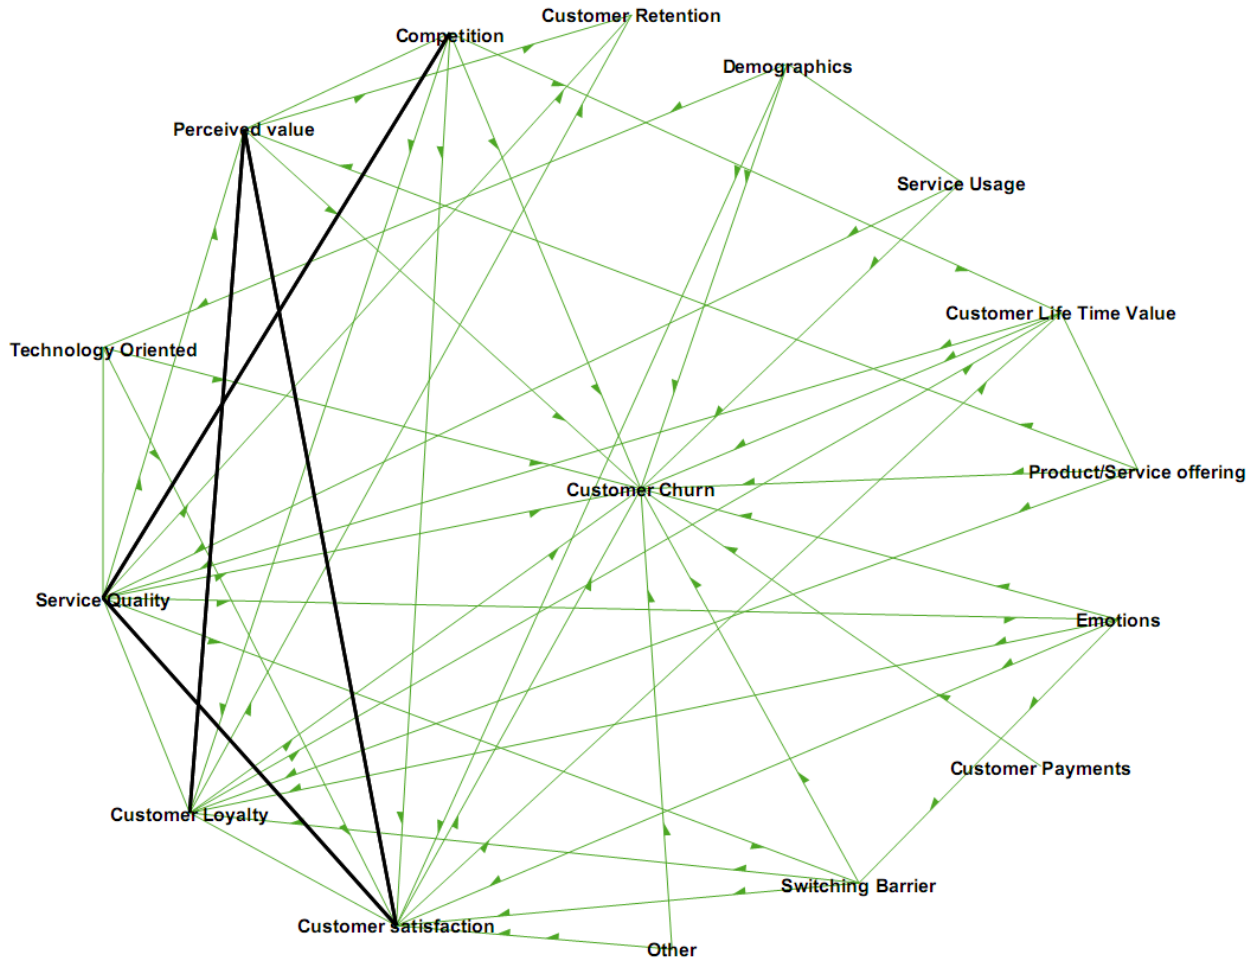 Customer Retention
Competition
Demographics
Perceived value
Service Usage
Customer Life Time Value
Technology Oriented
Product/Service offering
Customer Churn
Service Quality
Emotions
Customer Payments
Customer Loyalty
Switching Barrier
Customer satisfaction
Other